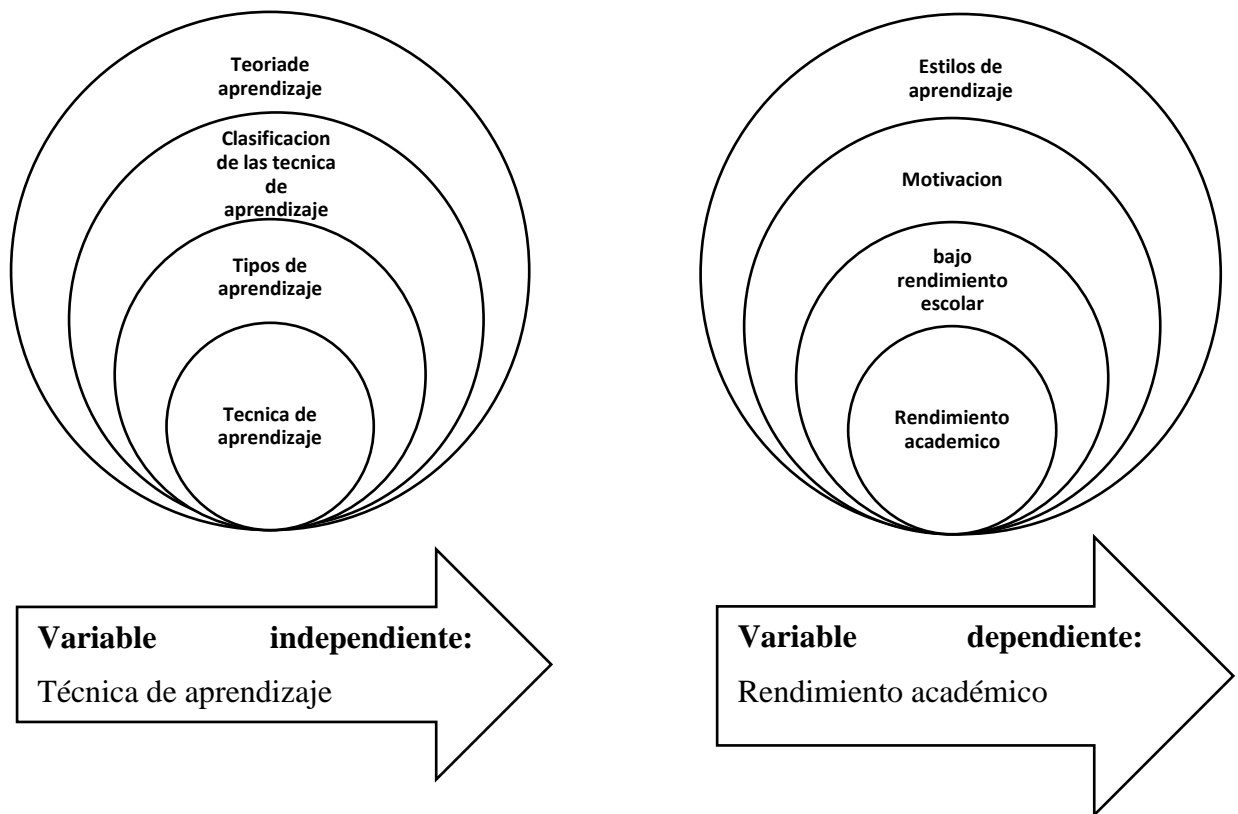 Teoriade
aprendizaje
Clasificacion
de las tecnica
de
aprendizaje
Tipos de
aprendizaje
Tecnica de
aprendizaje
Estilos de
aprendizaje
Motivacion
bajo
rendimiento
escolar
Rendimiento
academico
Variable independiente:
Técnica de aprendizaje
Variable dependiente:
Rendimiento académico